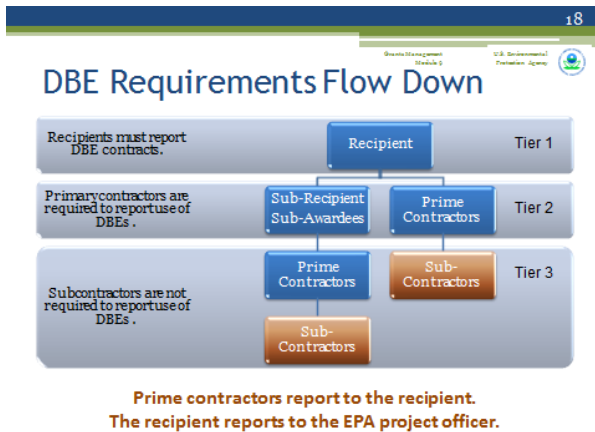 18
Grants Management
Module 9
U.S. Environmental
Protection Agency
DBE Requirements Flow Down
Recipients must report
DBE contracts.
Recipient
Tier 1
Primary contractors are
required to report use of
DBEs .
Sub-Recipient
Sub-Awardees
Prime
Contractors
Tier 2
Subcontractors are not
required to report use of
DBEs .
Prime
Contractors
Sub-
Contractors
Tier 3
Sub-
Contractors
Prime contractors report to the recipient.
The recipient reports to the EPA project officer.